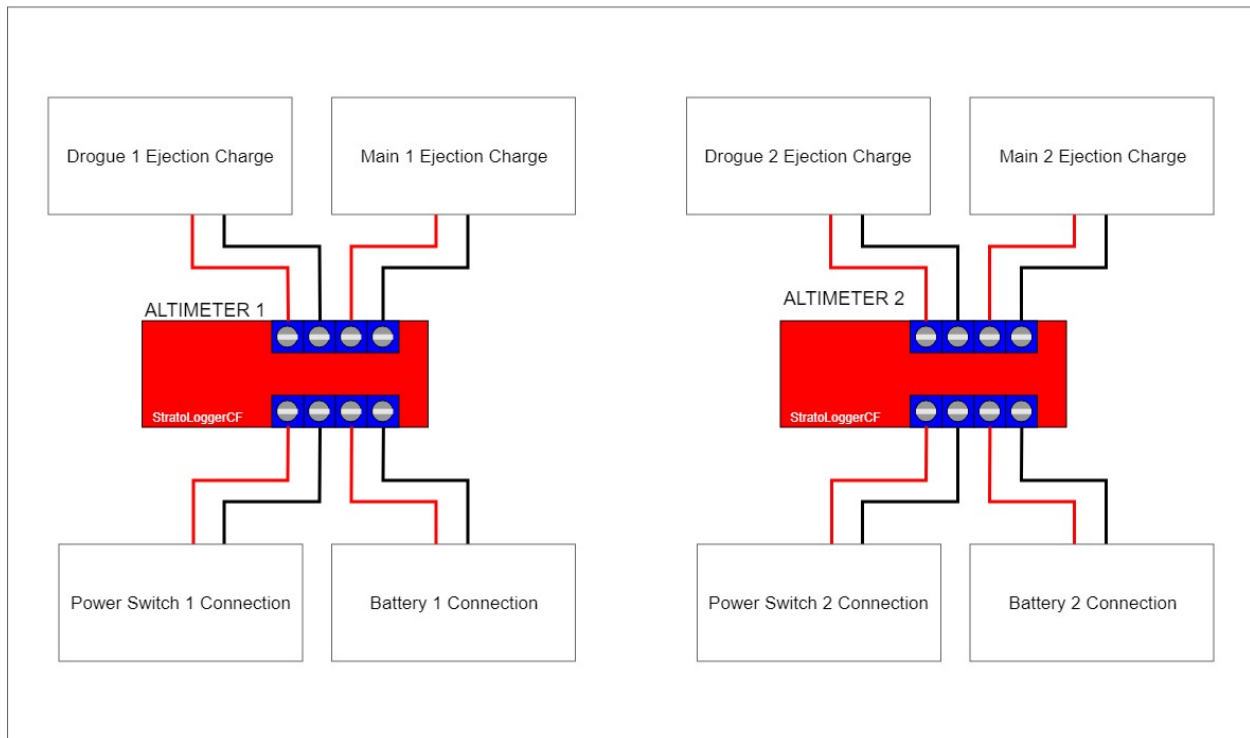 Drogue 1 Ejection Charge
Main 1 Ejection Charge
Drogue 2 Ejection Charge
Main 2 Ejection Charge
ALTIMETER 1
ALTIMETER 2
StratoLoggerCF
StratoLoggerCF
Power Switch 1 Connection
Battery 1 Connection
Power Switch 2 Connection
Battery 2 Connection